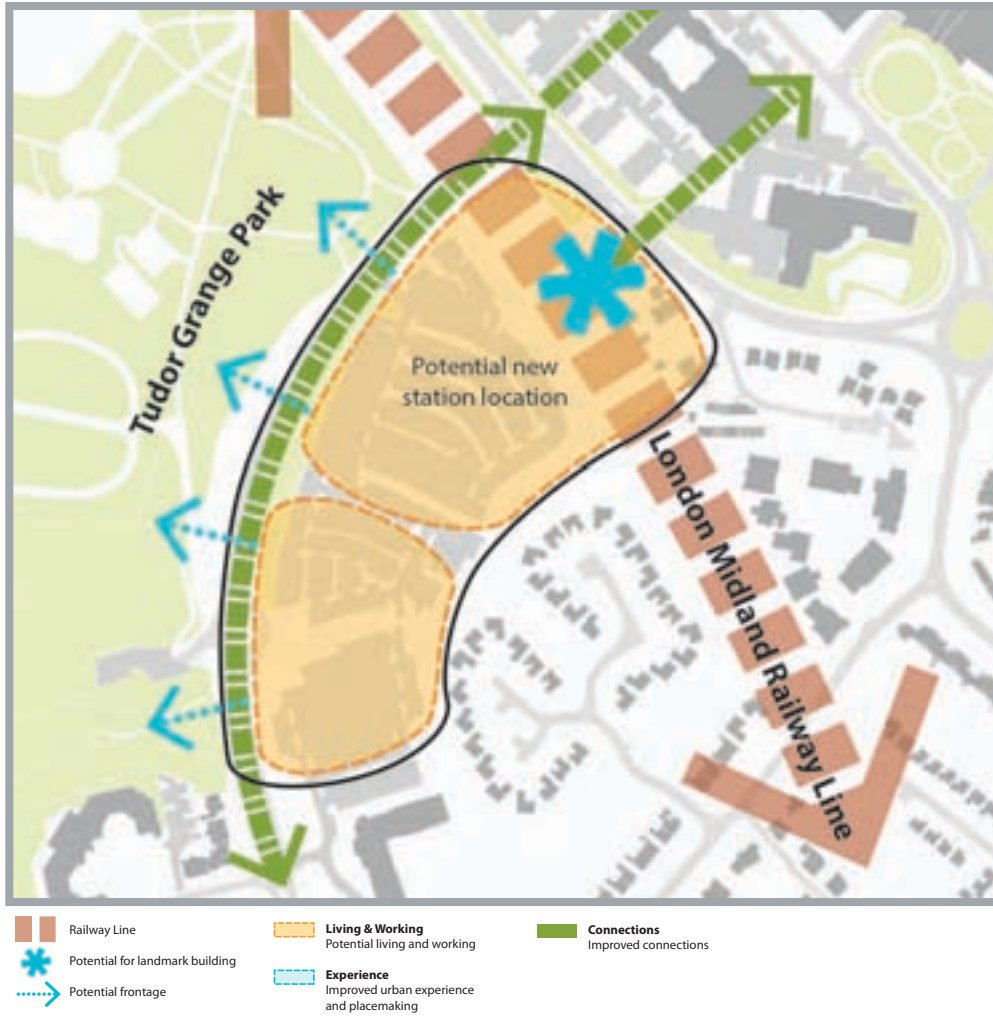 Tudor Grange Park
Potential new
station location
London Midland Railway Line
Railway Line
Potential for landmark building
Potential frontage
Living & Working
Potential living and working
Experience
Improved urban experience
and placemaking
Connections
Improved connections